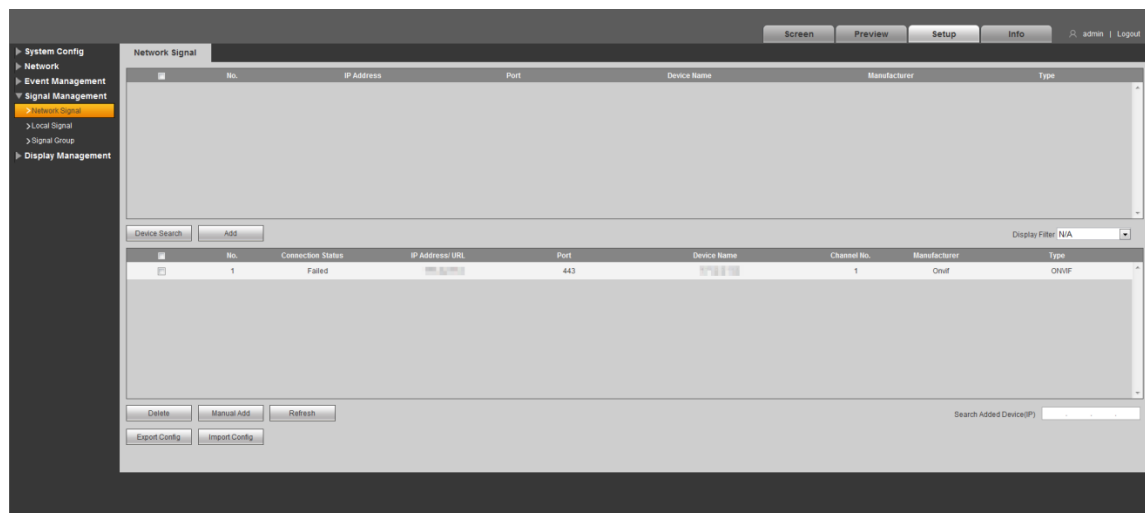 Screen Preview Setup Info admin | Logout
System Config
Network
Event Management
Signal Management
Network Signal
Local Signal
Signal Group
Display Management
Network Signal
No. IP Address Port Device Name Manufacturer Type
Device Search Add Display Filter N/A
No. Connection Status IP Address/ URL Port Device Name Channel No. Manufacturer Type
1 Failed 443 1 Onvif ONVIF
Delete Manual Add Refresh Search Added Device(IP) . . .
Export Config Import Config